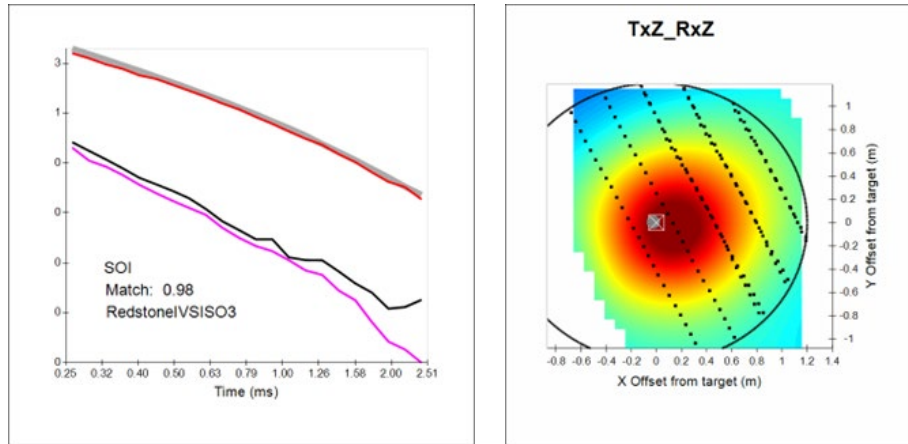 3
1
0
0
0
0
0
SOI
Match: 0.98
RedstoneIVSISO3
0.25 0.32 0.40 0.50 0.63 0.79 1.00 1.26 1.58 2.00 2.51
Time (ms)
TxZ_RxZ
1
0.8
0.6
0.4
0.2
0
-0.2
-0.4
-0.6
-0.8
-1
Y Offset from target (m)
-0.8 -0.6 -0.4 -0.2 0 0.2 0.4 0.6 0.8 1 1.2 1.4
X Offset from target (m)